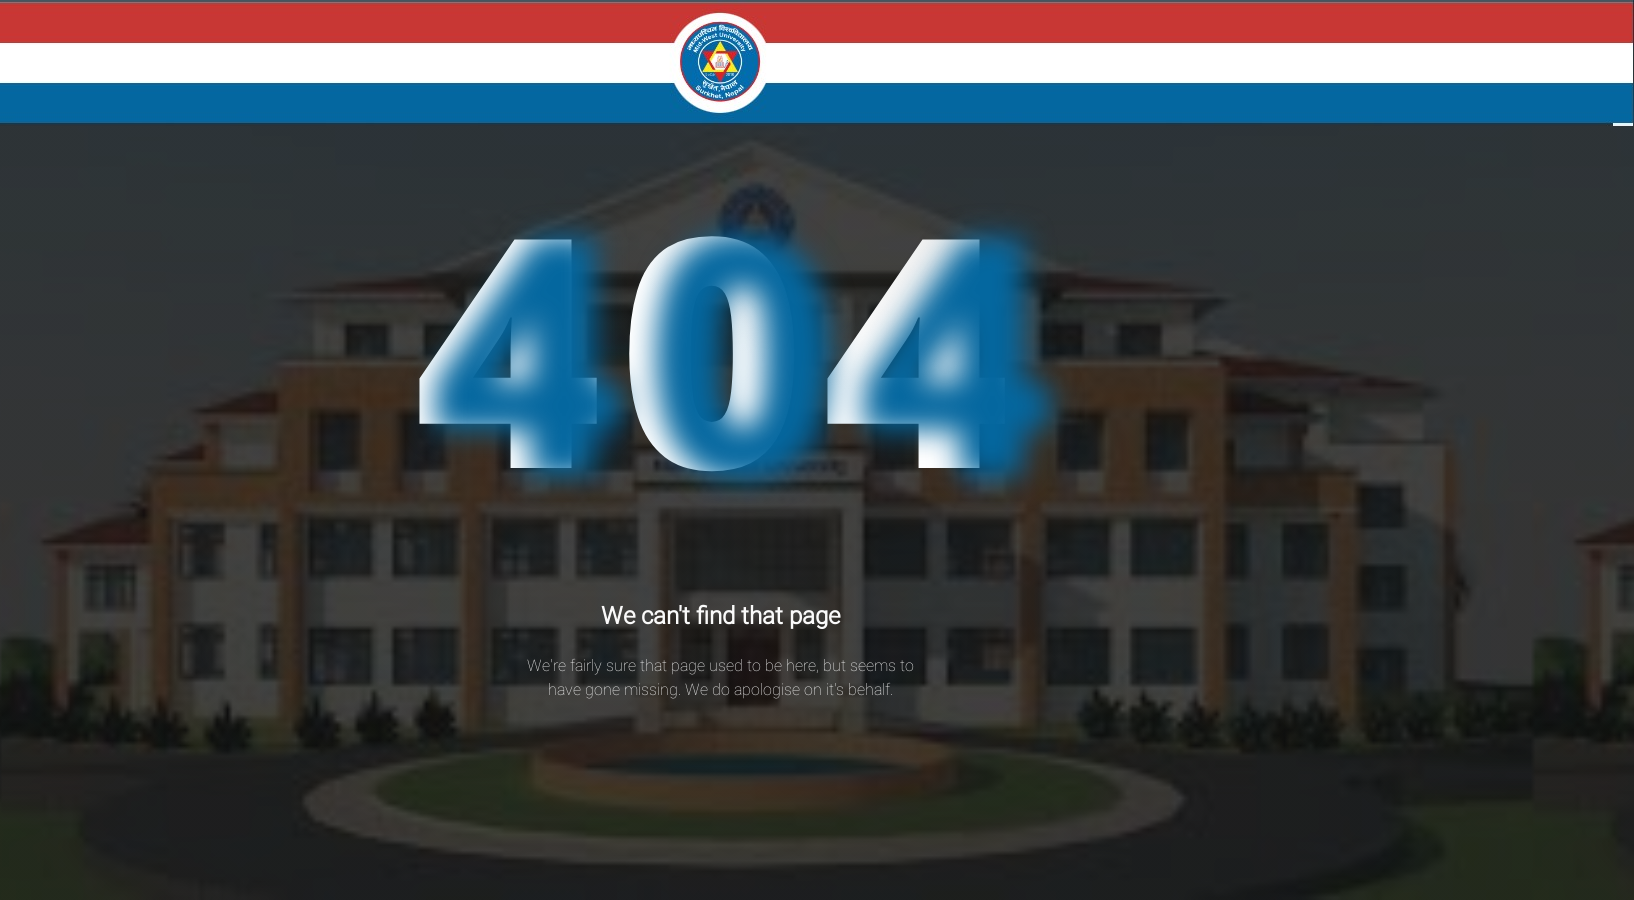 मध्यपश्चिम विश्वविद्यालय
Mid-West University
सुर्खेत, नेपाल
Surkhet, Nepal
404
We can't find that page
We're fairly sure that page used to be here, but seems to
have gone missing. We do apologise on it's behalf.